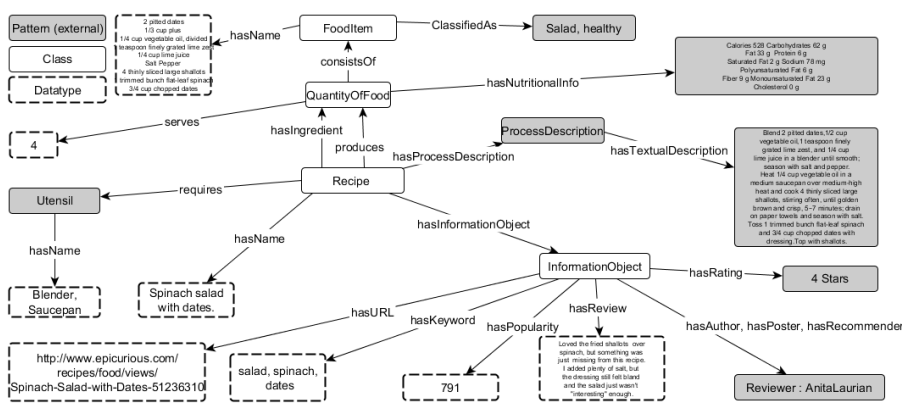 Pattern (external)
Class
Datatype
2 pitted dates
1/3 cup plus
1/4 cup vegetable oil, divided
teaspoon finely grated lime zest
1/4 cup lime juice
Salt Pepper
4 thinly sliced large shallots
trimmed bunch flat-leaf spinach
3/4 cup chopped dates
hasName
FoodItem
ClassifiedAs
Salad, healthy
consistsOf
QuantityOfFood
hasNutritionalInfo
Calories 528 Carbohydrates 62 g
Fat 33 g Protein 6 g
Saturated Fat 2 g Sodium 78 mg
Polyunsaturated Fat 6 g
Fiber 9 g Monounsaturated Fat 23 g
Cholesterol 0 g
serves
4
hasIngredient
produces
ProcessDescription
hasProcessDescription
hasTextualDescription
Blend 2 pitted dates,1/2 cup
vegetable oil,1 teaspoon finely
grated lime zest, and 1/4 cup
lime juice in a blender until smooth;
season with salt and pepper.
Heat 1/4 cup vegetable oil in a
medium saucepan over medium-high
heat and cook 4 thinly sliced large
shallots, stirring often, until golden
brown and crisp, 5–7 minutes; drain
on paper towels and season with salt.
Toss 1 trimmed bunch flat-leaf spinach
and 3/4 cup chopped dates with
dressing.Top with shallots.
Recipe
requires
Utensil
hasName
Blender,
Saucepan
hasName
Spinach salad
with dates.
hasInformationObject
InformationObject
hasRating
4 Stars
hasURL
http://www.epicurious.com/
recipes/food/views/
Spinach-Salad-with-Dates-51236310
hasKeyword
salad, spinach,
dates
hasPopularity
791
hasReview
Loved the fried shallots over
spinach, but something was
just missing from this recipe.
I added plenty of salt, but
the dressing still felt bland
and the salad just wasn't
"interesting" enough.
hasAuthor, hasPoster, hasRecommender
Reviewer : AnitaLaurian